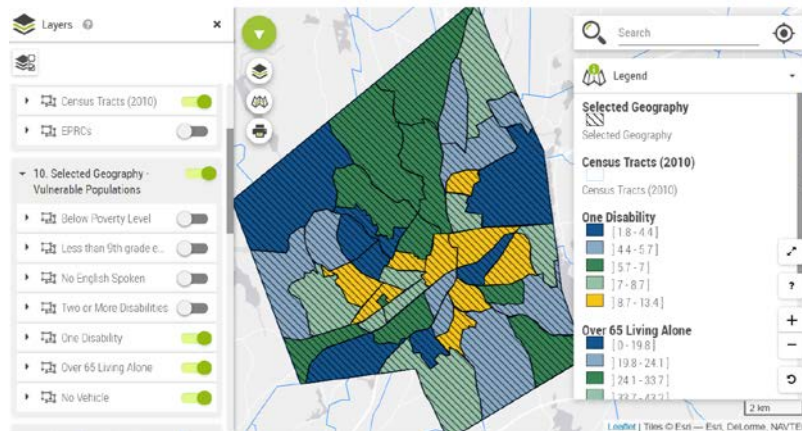 Layers
Census Tracts (2010)
EPRCs
10. Selected Geography -
Vulnerable Populations
Below Poverty Level
Less than 9th grade e...
No English Spoken
Two or More Disabilities
One Disability
Over 65 Living Alone
No Vehicle
Search
Legend
Selected Geography
Selected Geography
Census Tracts (2010)
Census Tracts (2010)
One Disability
] 1.8 - 4.4 ]
] 4.4 - 5.7 ]
] 5.7 - 7 ]
] 7 - 8.7 ]
] 8.7 - 13.4 ]
Over 65 Living Alone
] 0 - 19.8 ]
] 19.8 - 24.1 ]
] 24.1 - 33.7 ]
] 33.7 - 43.2 ]
2 km
Leaflet | Tiles © Esri — Esri, DeLorme, NAVTE